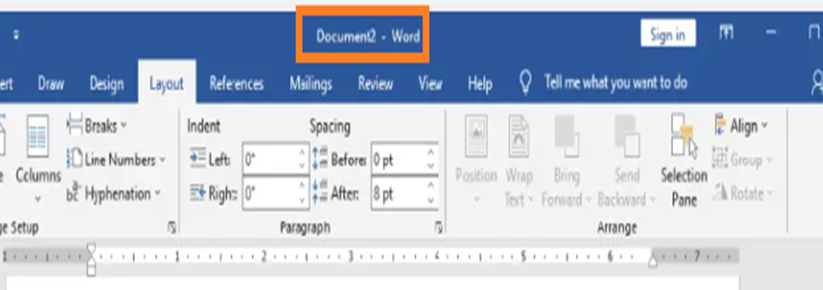 Document2 - Word
Sign in
Draw Design Layout References Mailings Review View Help Tell me what you want to do
Columns
Breaks
Line Numbers
Hyphenation
Indent Spacing
Left: 0" Before: 0 pt
Right: 0" After: 8 pt
Paragraph
Position
Wrap Text
Bring Forward
Send Backward
Selection Pane
Align
Group
Rotate
Arrange
Setup
1 1 2 3 4 5 6 7